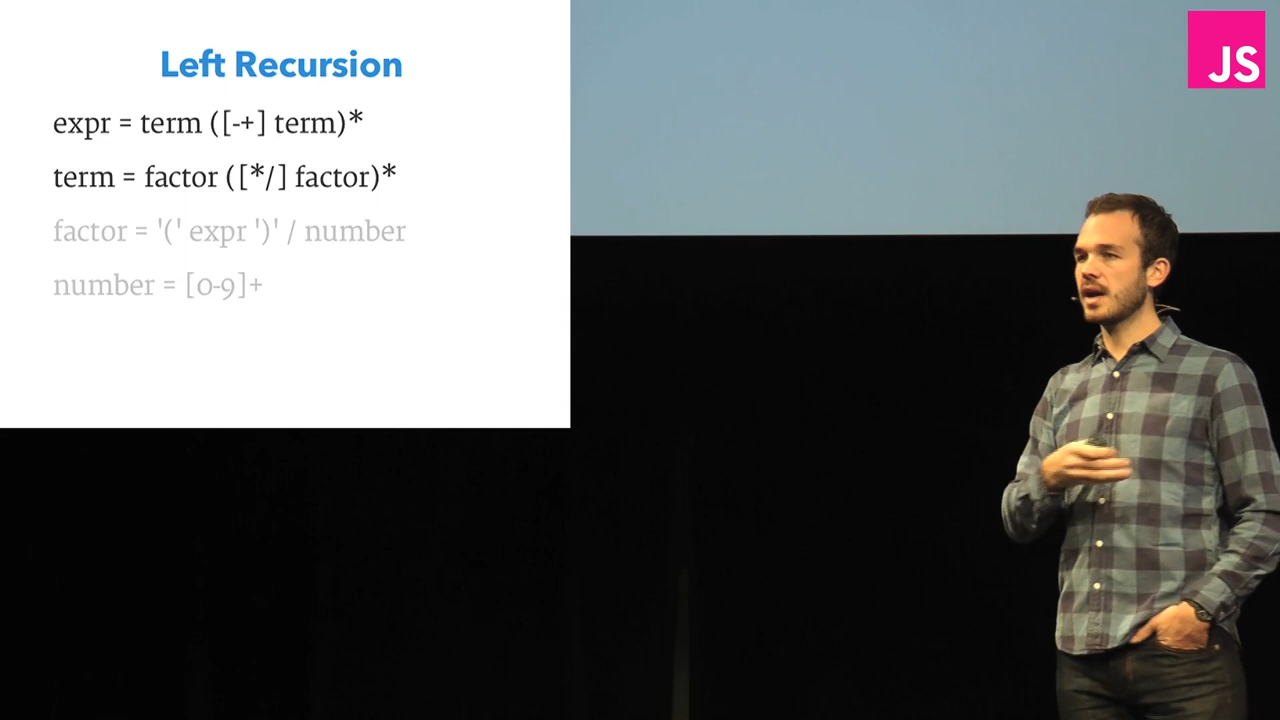 Left Recursion
expr = term ([-+] term)*
term = factor ([*/] factor)*
factor = '(' expr ')' / number
number = [0-9]+
JS